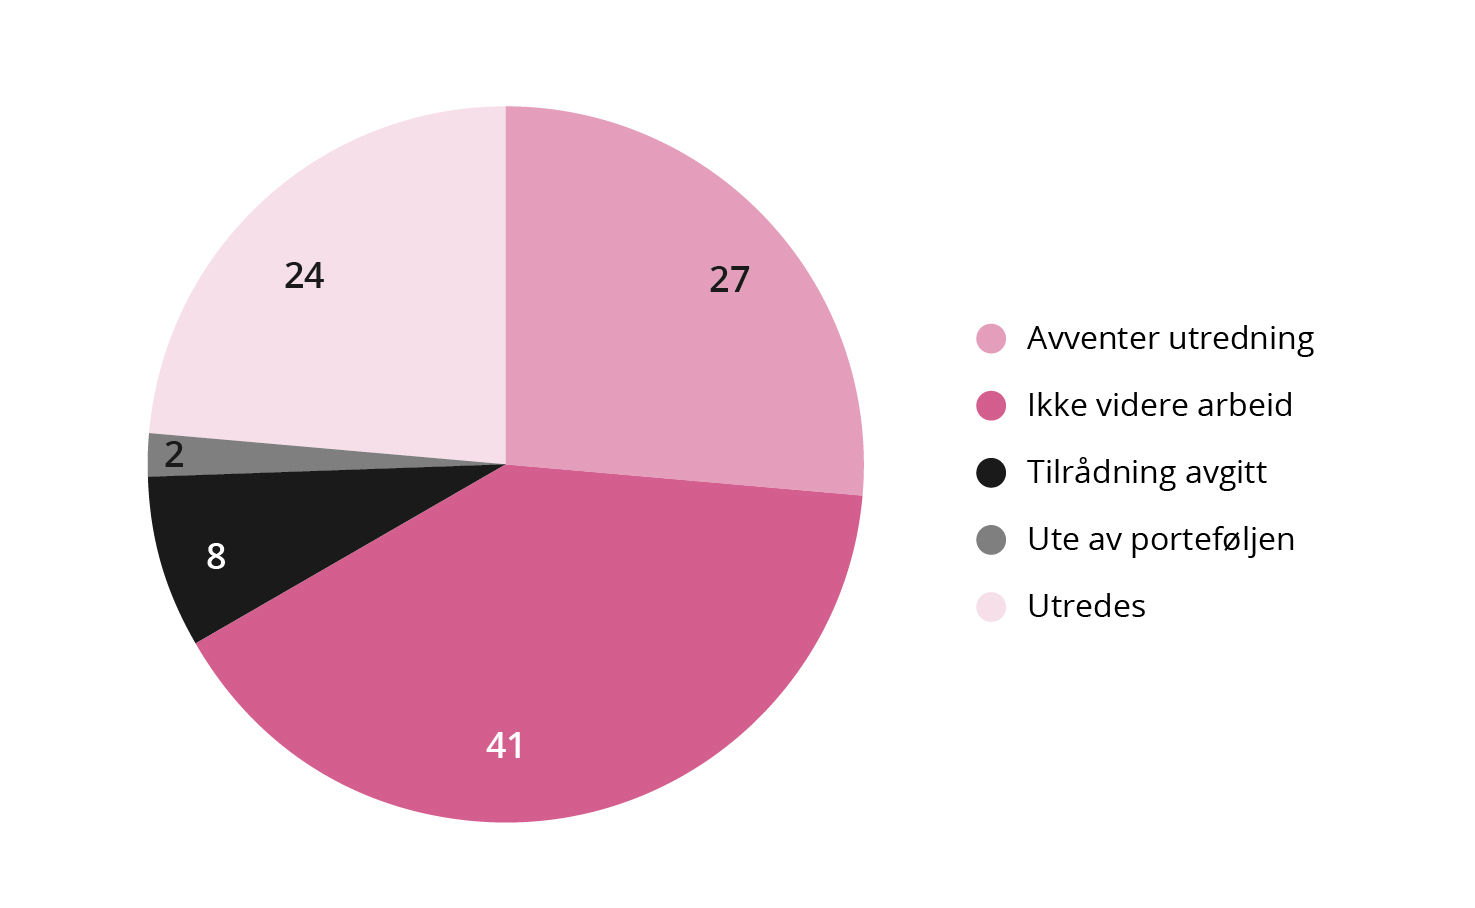 24
27
2
8
41
Avventer utredning
Ikke videre arbeid
Tilrådning avgitt
Ute av porteføljen
Utredes